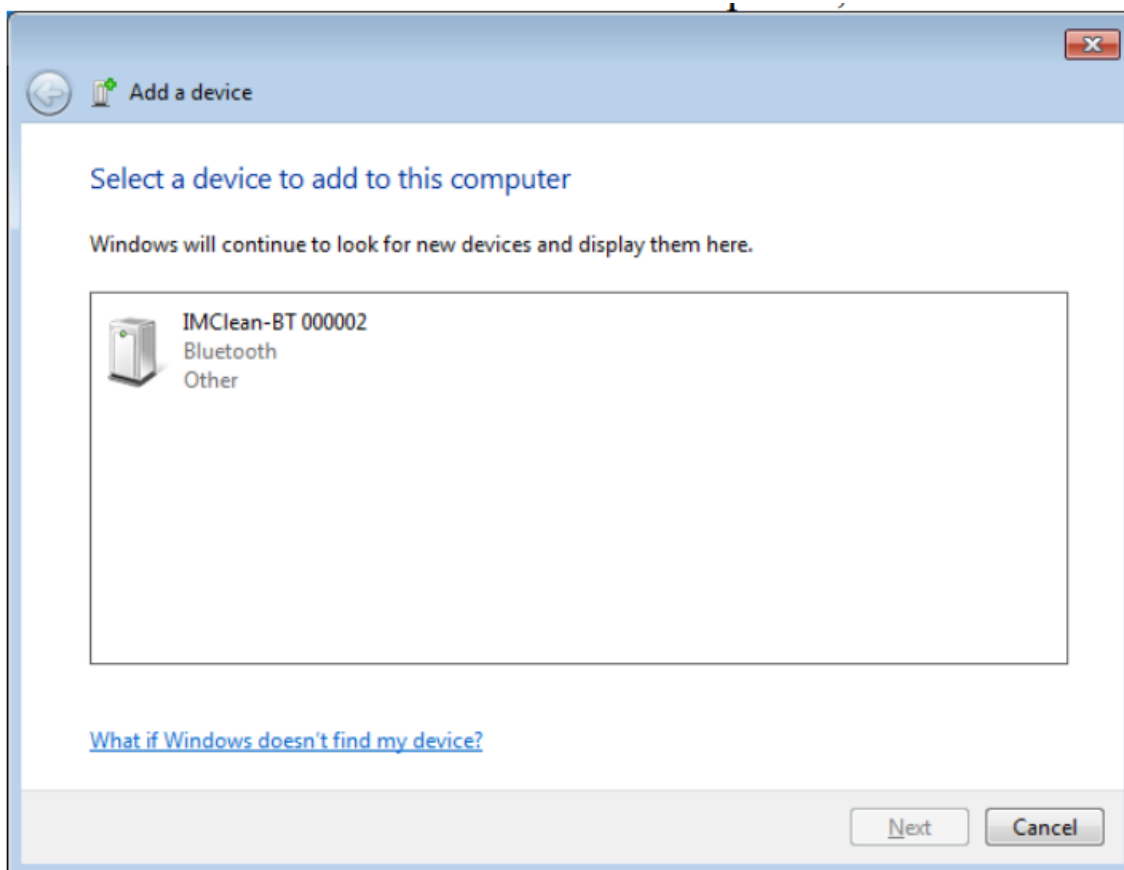 Add a device
Select a device to add to this computer
Windows will continue to look for new devices and display them here.
IMClean-BT 000002
Bluetooth
Other
What if Windows doesn't find my device?
Next
Cancel